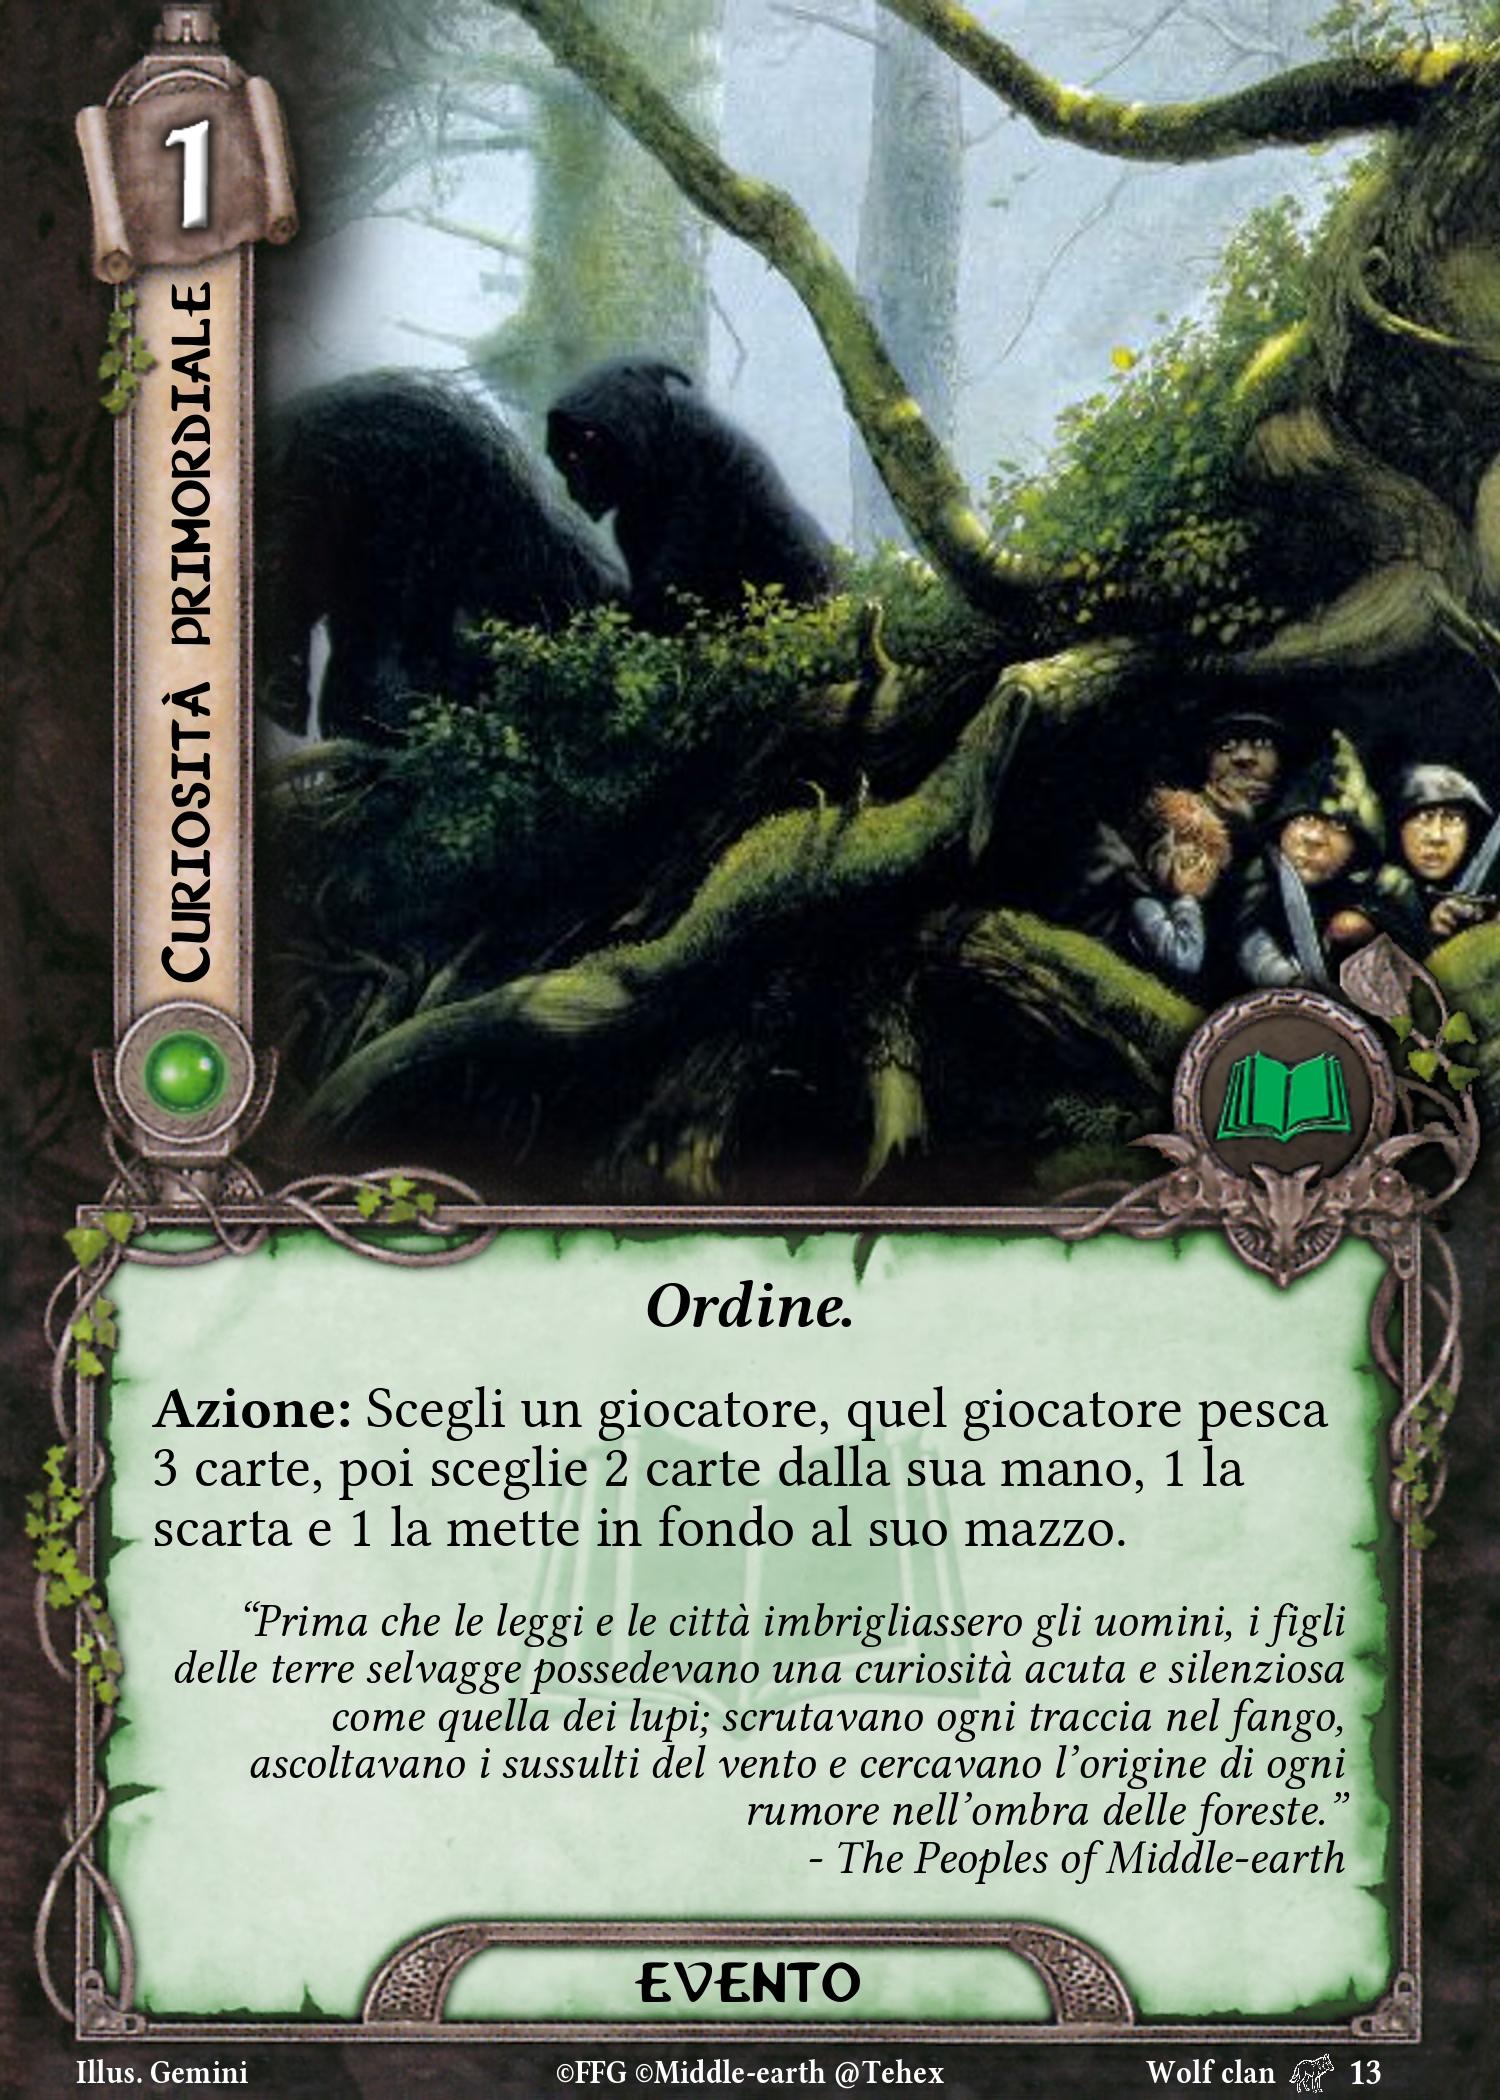 1
Curiosità primordiale
Ordine.
Azione: Scegli un giocatore, quel giocatore pesca
3 carte, poi sceglie 2 carte dalla sua mano, 1 la
scarta e 1 la mette in fondo al suo mazzo.
“Prima che le leggi e le città imbrigliassero gli uomini, i figli
delle terre selvagge possedevano una curiosità acuta e silenziosa
come quella dei lupi; scrutavano ogni traccia nel fango,
ascoltavano i sussulti del vento e cercavano l’origine di ogni
rumore nell’ombra delle foreste.”
- The Peoples of Middle-earth
EVENTO
Illus. Gemini
©FFG ©Middle-earth @Tehex
Wolf clan 13